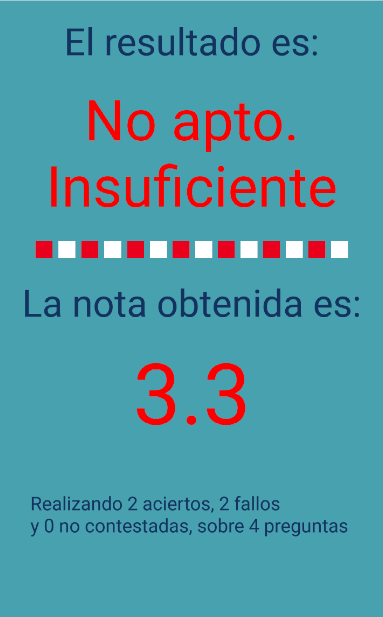 El resultado es:
No apto.
Insuficiente
La nota obtenida es:
3.3
Realizando 2 aciertos, 2 fallos
y 0 no contestadas, sobre 4 preguntas